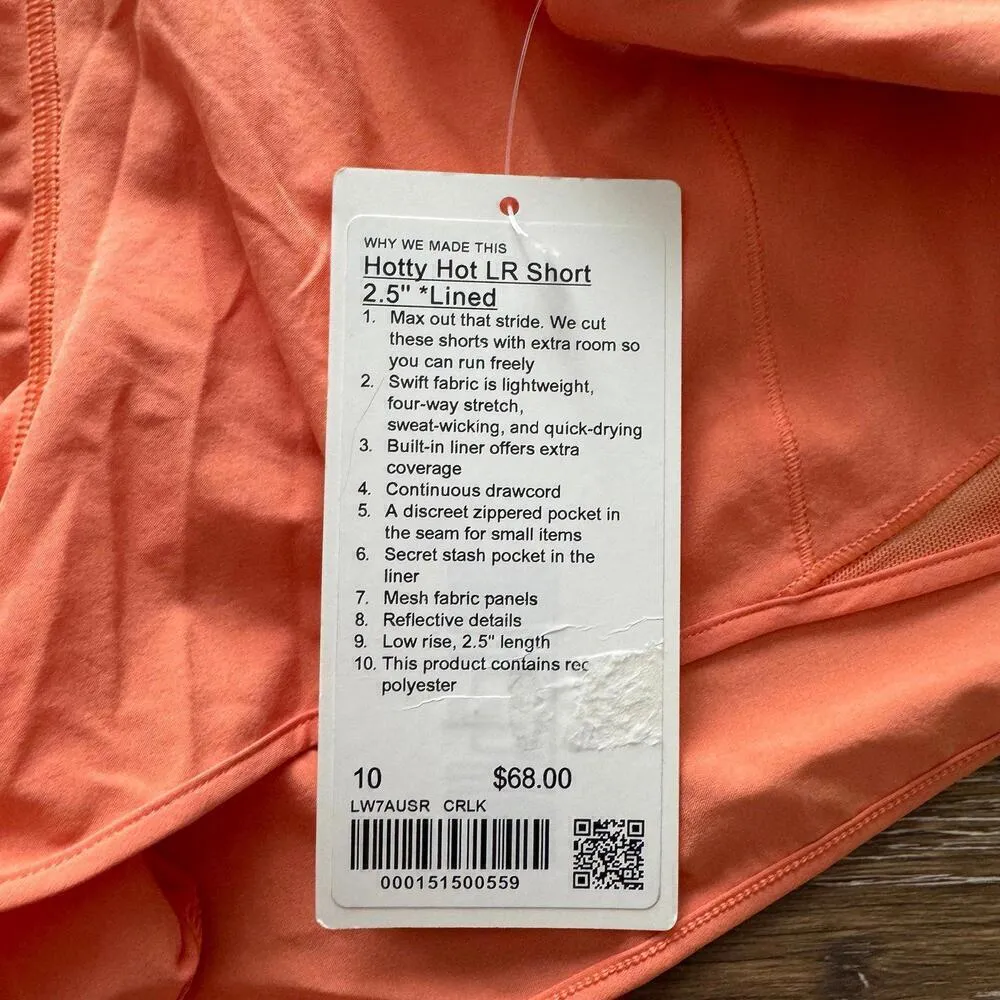 WHY WE MADE THIS
Hotty Hot LR Short
2.5" *Lined
1. Max out that stride. We cut
these shorts with extra room so
you can run freely
2. Swift fabric is lightweight,
four-way stretch,
sweat-wicking, and quick-drying
3. Built-in liner offers extra
coverage
4. Continuous drawcord
5. A discreet zippered pocket in
the seam for small items
6. Secret stash pocket in the
liner
7. Mesh fabric panels
8. Reflective details
9. Low rise, 2.5" length
10. This product contains
polyester
10 $68.00
LW7AUSR CRLK
000151500559